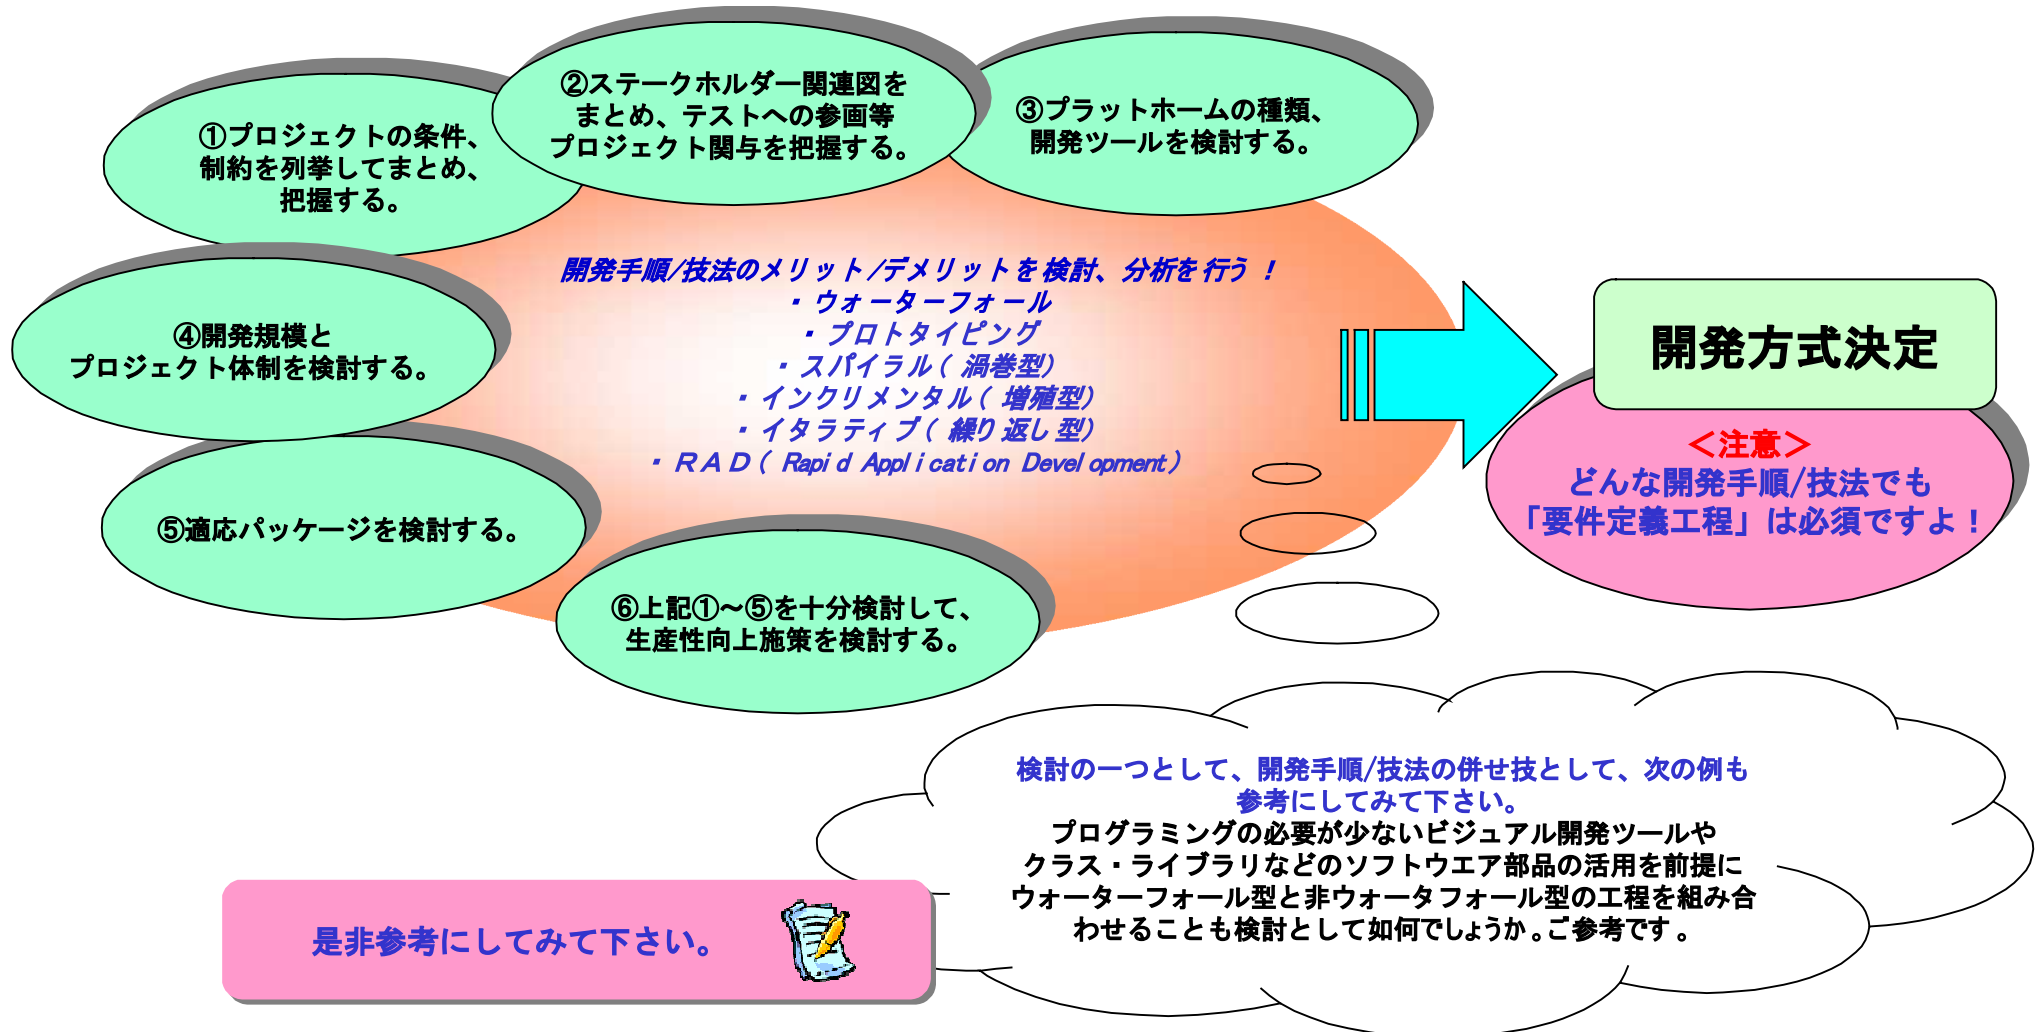 ①プロジェクトの条件、
制約を列挙してまとめ、
把握する。
②ステークホルダー関連図を
まとめ、テストへの参画等
プロジェクト関与を把握する。
③プラットホームの種類、
開発ツールを検討する。
④開発規模と
プロジェクト体制を検討する。
⑤適応パッケージを検討する。
⑥上記①～⑤を十分検討して、
生産性向上施策を検討する。
開発手順/技法のメリット/デメリットを検討、分析を行う！
・ウォーターフォール
・プロトタイピング
・スパイラル（渦巻型）
・インクリメンタル（増殖型）
・イタラティブ（繰り返し型）
・ＲＡＤ（Rapid Application Development）
開発方式決定
＜注意＞
どんな開発手順/技法でも
「要件定義工程」は必須ですよ！
検討の一つとして、開発手順/技法の併せ技として、次の例も
参考にしてみて下さい。
プログラミングの必要が少ないビジュアル開発ツールや
クラス・ライブラリなどのソフトウエア部品の活用を前提に
ウォーターフォール型と非ウォータフォール型の工程を組み合
わせることも検討として如何でしょうか。ご参考です。
是非参考にしてみて下さい。